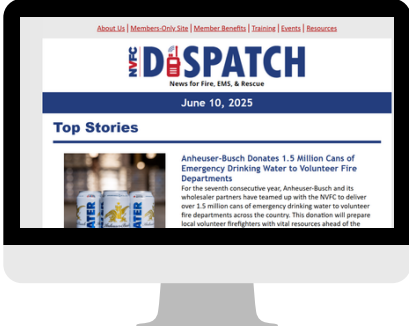 About Us | Members-Only Site | Member Benefits | Training | Events | Resources
NVFC DISPATCH
News for Fire, EMS, & Rescue
June 10, 2025
Top Stories
Anheuser-Busch Donates 1.5 Million Cans of
Emergency Drinking Water to Volunteer Fire
Departments
For the seventh consecutive year, Anheuser-Busch and its
wholesaler partners have teamed up with the NVFC to deliver
over 1.5 million cans of emergency drinking water to volunteer
fire departments across the country. This donation will prepare
local volunteer firefighters with vital resources ahead of the
WATER